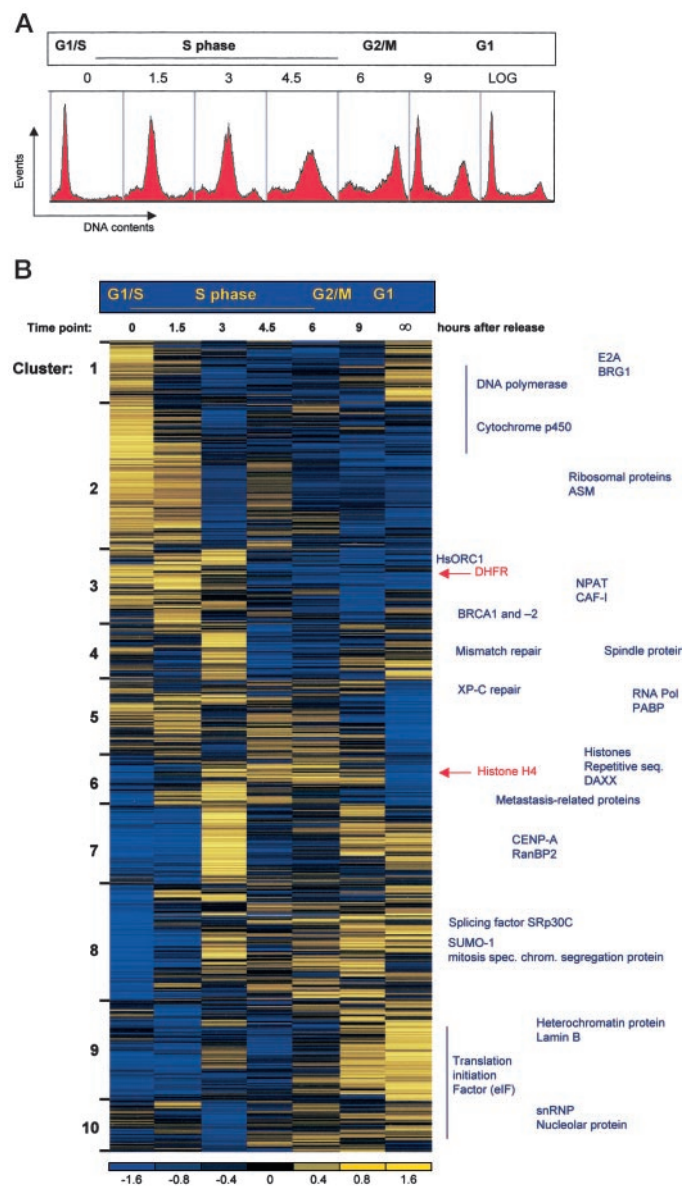 A
G1/S S phase G2/M G1
0 1.5 3 4.5 6 9 LOG
Events
DNA contents
B
G1/S S phase G2/M G1
Time point: 0 1.5 3 4.5 6 9 ∞ hours after release
Cluster:
1
E2A
BRG1
DNA polymerase
Cytochrome p450
2
Ribosomal proteins
ASM
HsORC1
DHFR
3
NPAT
CAF-I
BRCA1 and –2
4
Mismatch repair
Spindle protein
XP-C repair
5
RNA Pol
PABP
Histones
Repetitive seq.
DAXX
Histone H4
6
Metastasis-related proteins
7
CENP-A
RanBP2
Splicing factor SRp30C
8
SUMO-1
mitosis spec. chrom. segregation protein
Heterochromatin protein
Lamin B
9
Translation
initiation
Factor (eIF)
snRNP
Nucleolar protein
10
-1.6 -0.8 -0.4 0 0.4 0.8 1.6